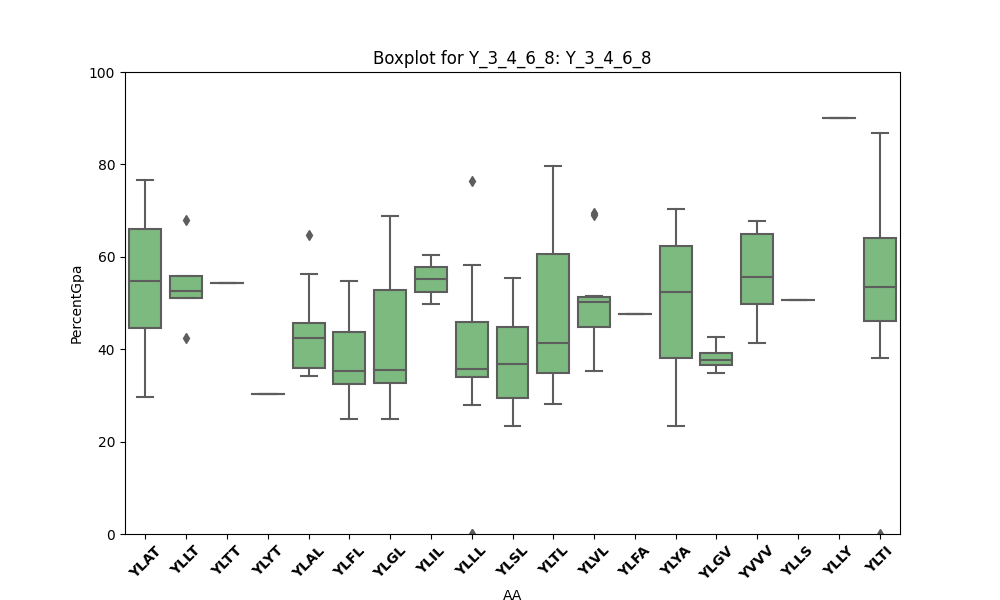 Boxplot for Y_3_4_6_8: Y_3_4_6_8
100
80
60
40
20
0
PercentGpa
YLAT YLLT YLTT YLYT YLAL YLFL YLGL YLIL YLLL YLSL YLTL YLVL YLFA YLYA YLGV YVVV YLLS YLLY YLTI
AA